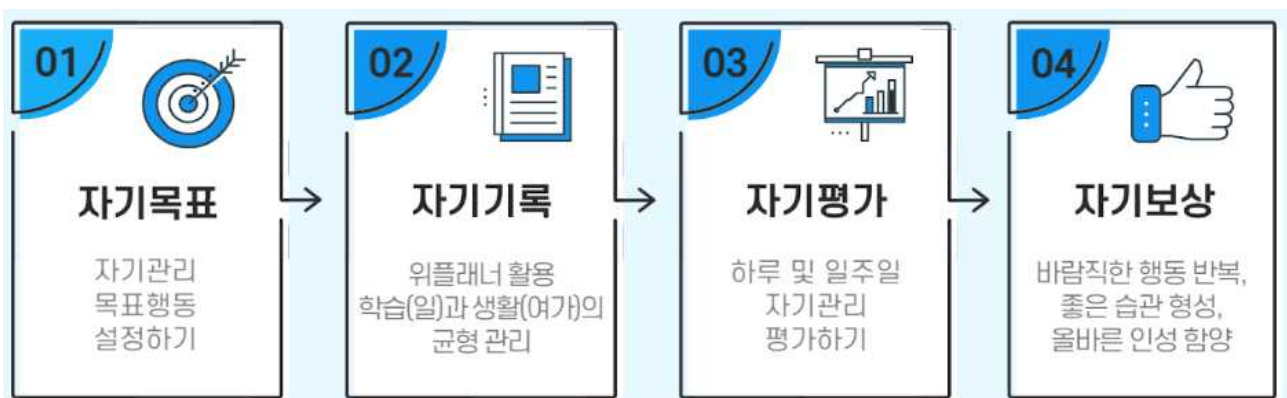 01
자기목표
자기관리
목표행동
설정하기
02
자기기록
위플래너 활용
학습(일)과 생활(여가)의
균형 관리
03
자기평가
하루 및 일주일
자기관리
평가하기
04
자기보상
바람직한 행동 반복,
좋은 습관 형성,
올바른 인성 함양